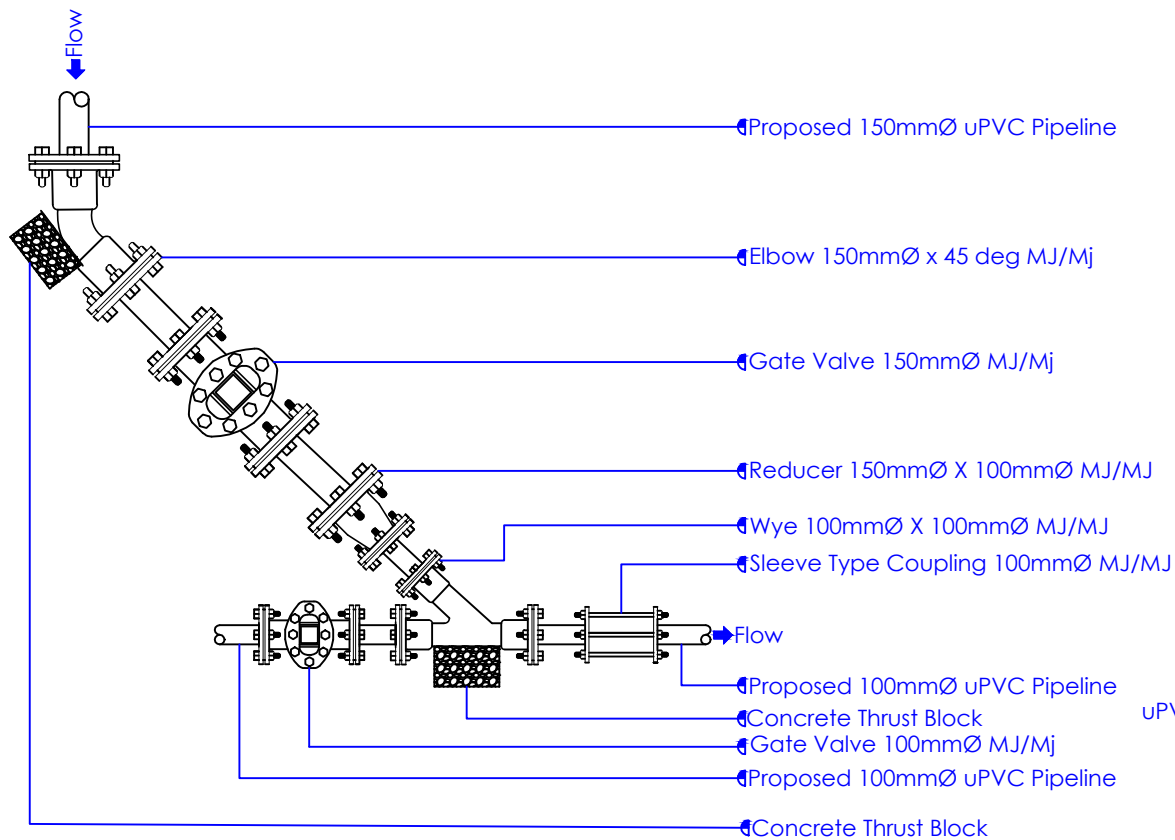 Flow
Proposed 150mmØ uPVC Pipeline
Elbow 150mmØ x 45 deg MJ/Mj
Gate Valve 150mmØ MJ/Mj
Reducer 150mmØ X 100mmØ MJ/MJ
Wye 100mmØ X 100mmØ MJ/MJ
Sleeve Type Coupling 100mmØ MJ/MJ
Flow
Proposed 100mmØ uPVC Pipeline
Concrete Thrust Block
Gate Valve 100mmØ MJ/Mj
Proposed 100mmØ uPVC Pipeline
Concrete Thrust Block